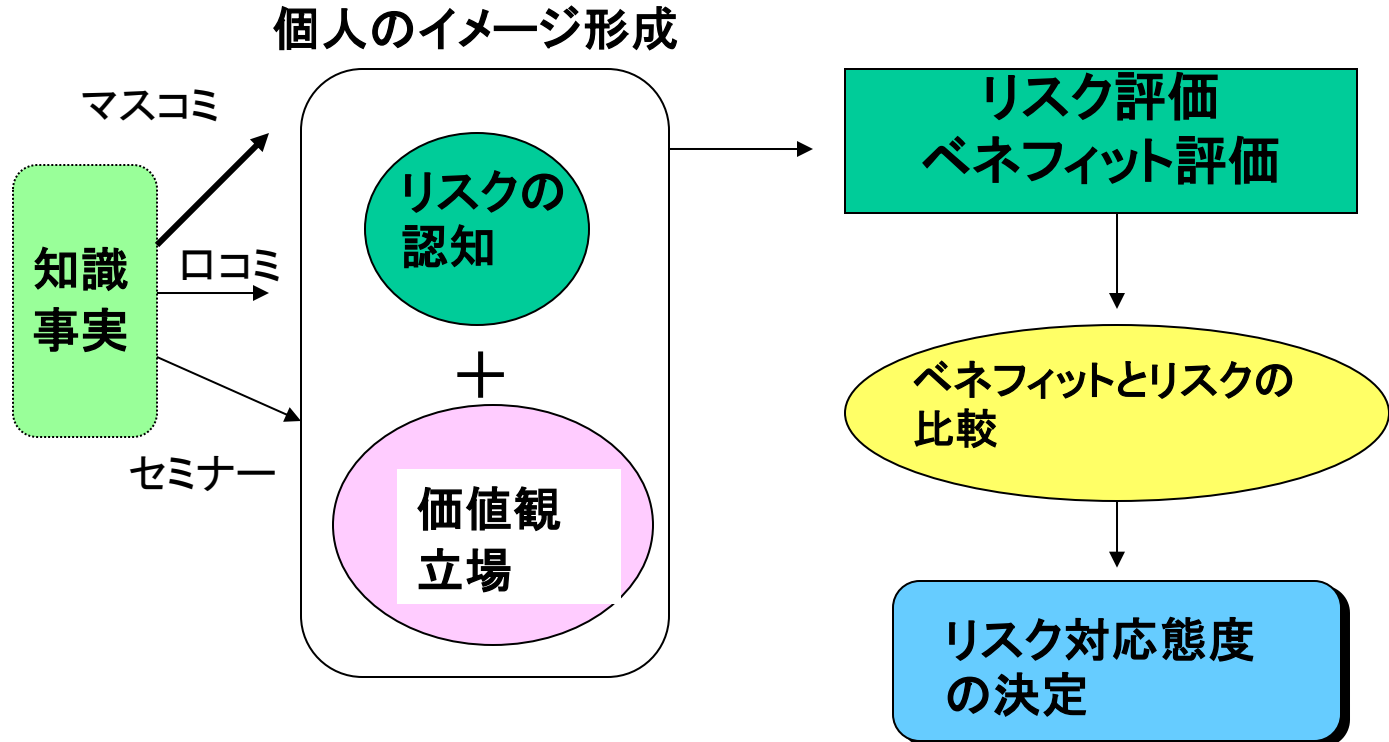 個人のイメージ形成
マスコミ
口コミ
セミナー
知識
事実
リスクの
認知
＋
価値観
立場
リスク評価
ベネフィット評価
ベネフィットとリスクの
比較
リスク対応態度
の決定